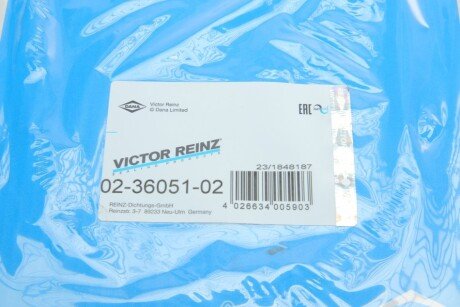 DANA
Victor Reinz
© Dana Limited
EAC
VICTOR REINZ
23/1848187
02-36051-02
4 026634 005903
REINZ-Dichtungs-GmbH
Reinzstr. 3-7. 89233 Neu-Ulm. Germany